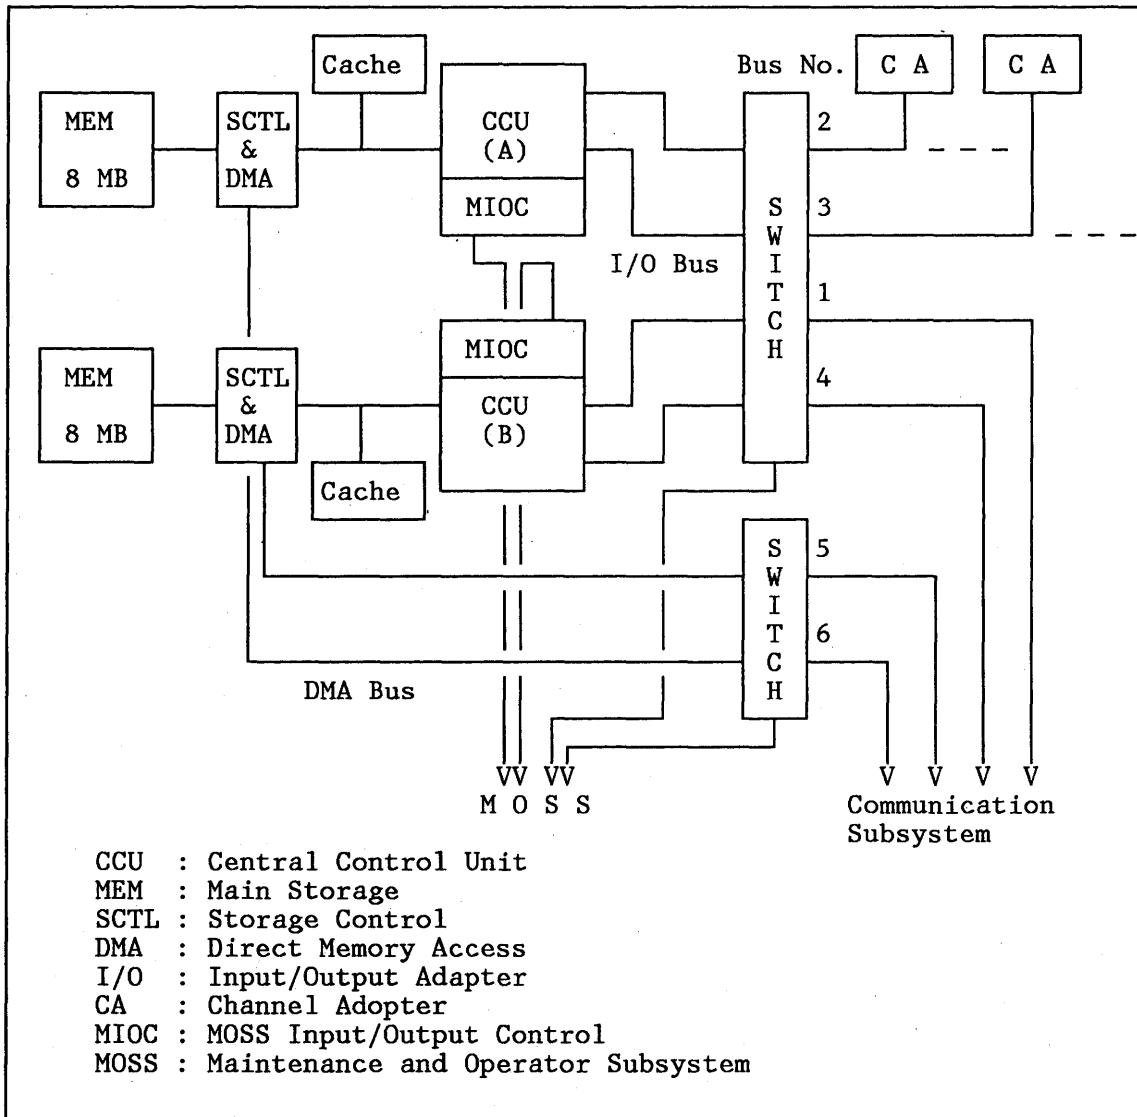 Cache
Bus No.
C A
C A
MEM
8 MB
SCTL
&
DMA
CCU
(A)
MIOC
2
3
1
4
SWITCH
I/O Bus
MEM
8 MB
SCTL
&
DMA
MIOC
CCU
(B)
Cache
SWITCH
5
6
DMA Bus
V V V V V V V V
M O S S
Communication
Subsystem
CCU : Central Control Unit
MEM : Main Storage
SCTL : Storage Control
DMA : Direct Memory Access
I/O : Input/Output Adapter
CA : Channel Adopter
MIOC : MOSS Input/Output Control
MOSS : Maintenance and Operator Subsystem